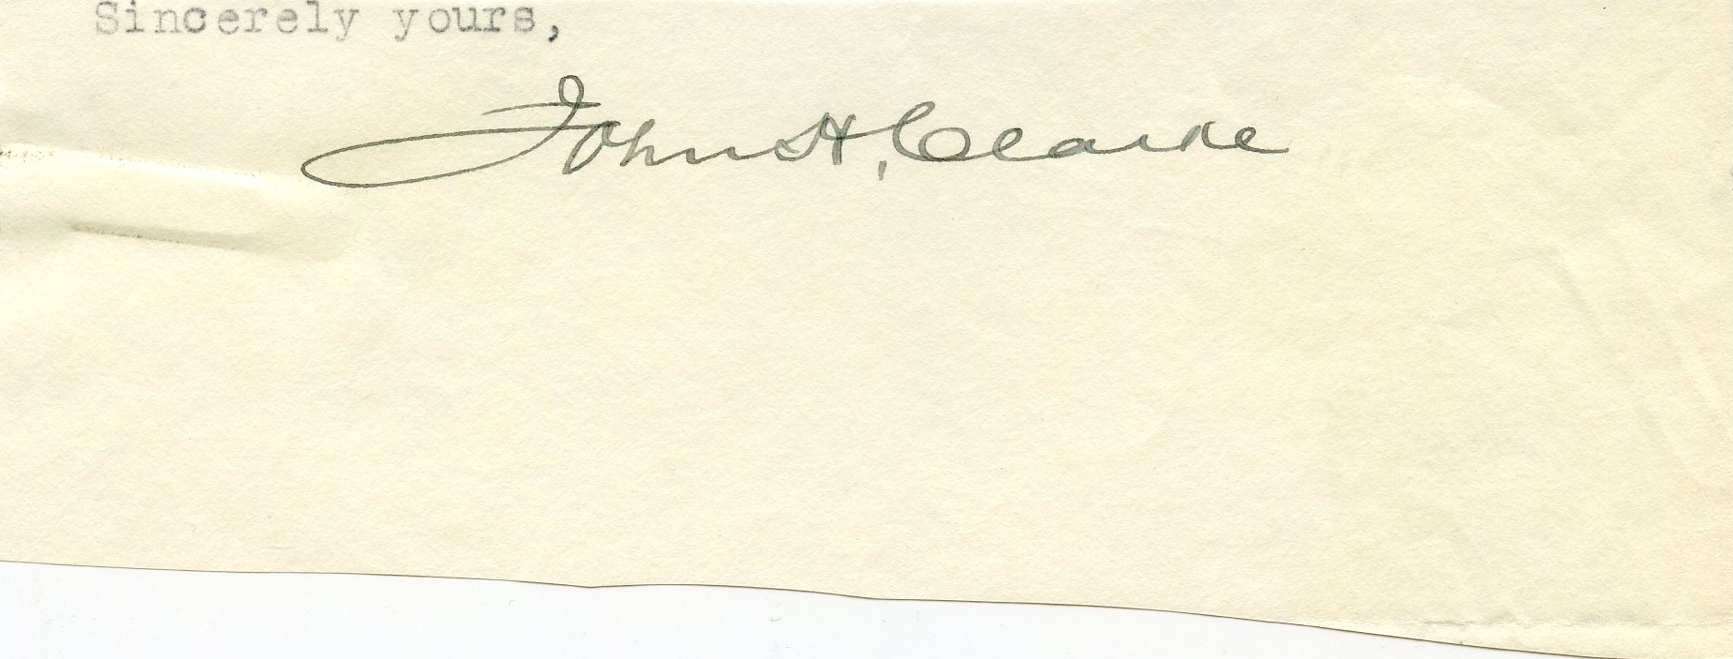 Sincerely yours,
John H. Clarke